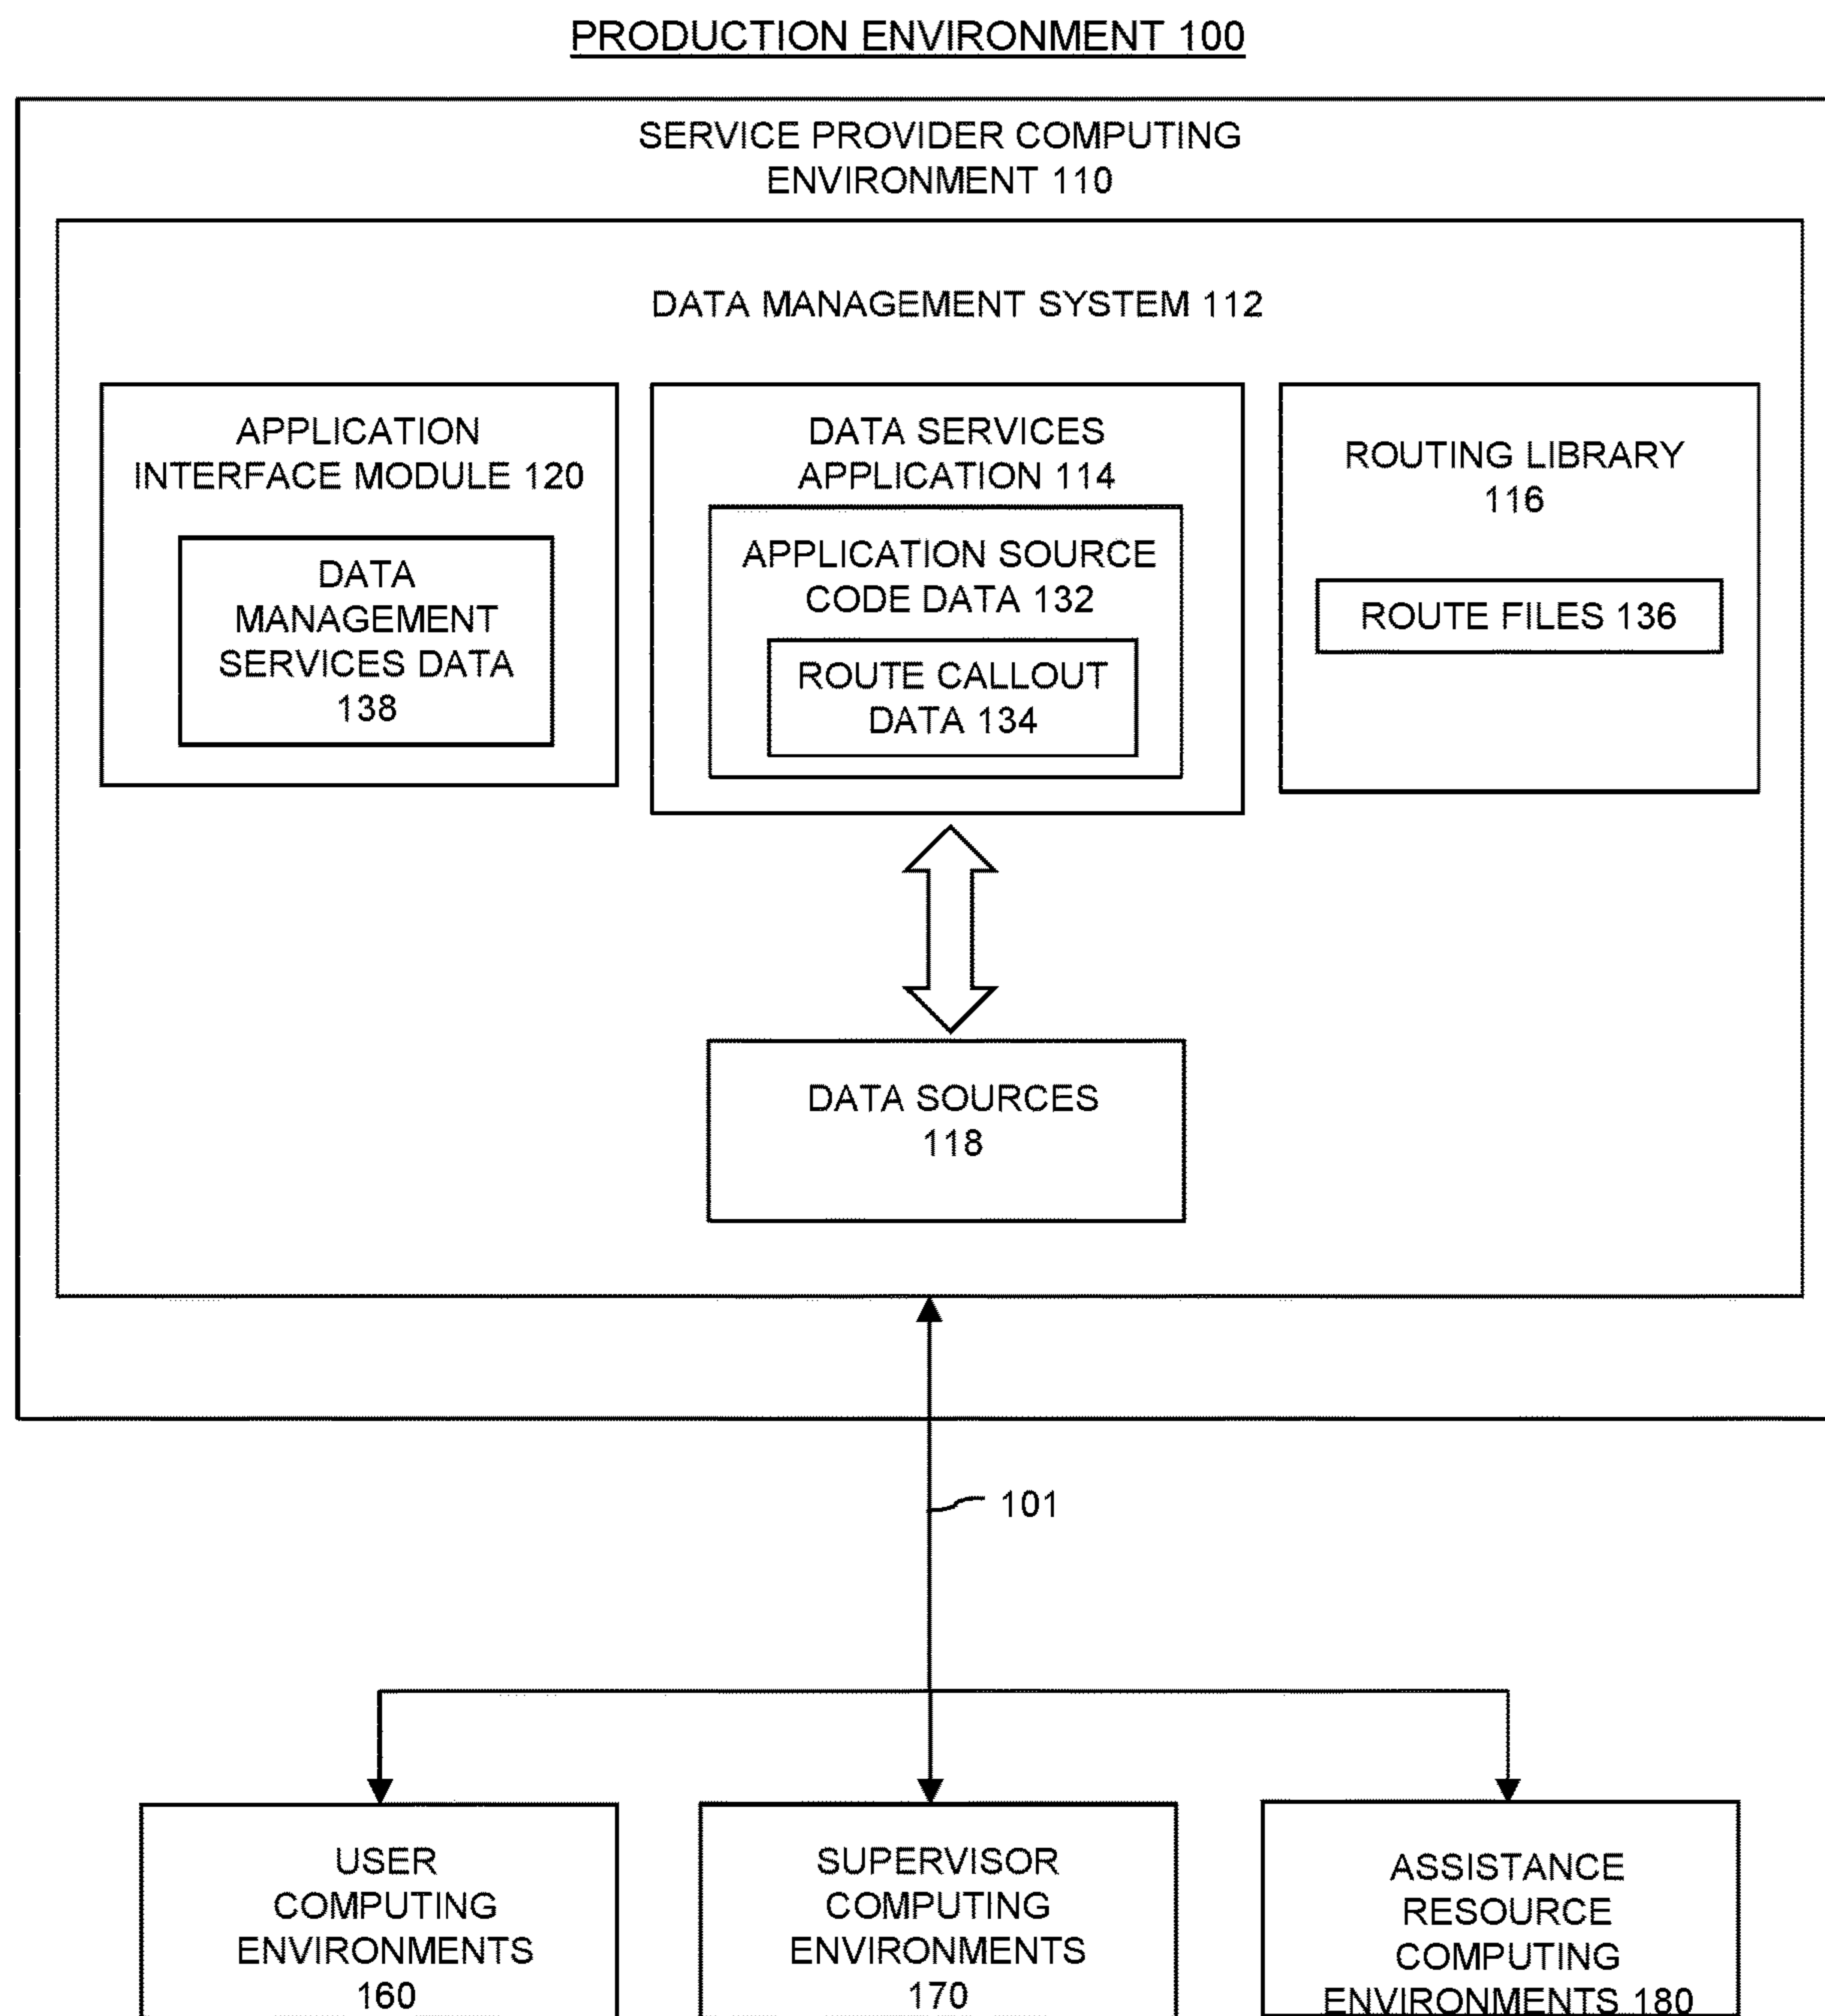 PRODUCTION ENVIRONMENT 100
SERVICE PROVIDER COMPUTING
ENVIRONMENT 110
DATA MANAGEMENT SYSTEM 112
APPLICATION
INTERFACE MODULE 120
DATA
MANAGEMENT
SERVICES DATA
138
DATA SERVICES
APPLICATION 114
APPLICATION SOURCE
CODE DATA 132
ROUTE CALLOUT
DATA 134
ROUTING LIBRARY
116
ROUTE FILES 136
DATA SOURCES
118
101
USER
COMPUTING
ENVIRONMENTS
160
SUPERVISOR
COMPUTING
ENVIRONMENTS
170
ASSISTANCE
RESOURCE
COMPUTING
ENVIRONMENTS 180